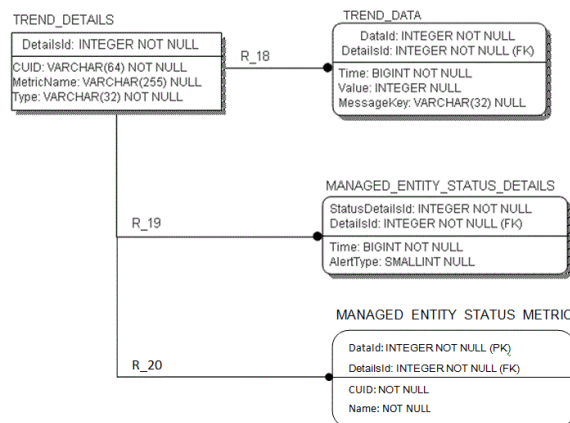 TREND_DETAILS
DetailsId: INTEGER NOT NULL
CUID: VARCHAR(64) NOT NULL
MetricName: VARCHAR(255) NULL
Type: VARCHAR(32) NOT NULL
R_18
TREND_DATA
DataId: INTEGER NOT NULL
DetailsId: INTEGER NOT NULL (FK)
Time: BIGINT NOT NULL
Value: INTEGER NULL
MessageKey: VARCHAR(32) NULL
R_19
MANAGED_ENTITY_STATUS_DETAILS
StatusDetailsId: INTEGER NOT NULL
DetailsId: INTEGER NOT NULL (FK)
Time: BIGINT NOT NULL
AlertType: SMALLINT NULL
R_20
MANAGED ENTITY STATUS METRIC
DataId: INTEGER NOT NULL (PK)
DetailsId: INTEGER NOT NULL (FK)
CUID: NOT NULL
Name: NOT NULL